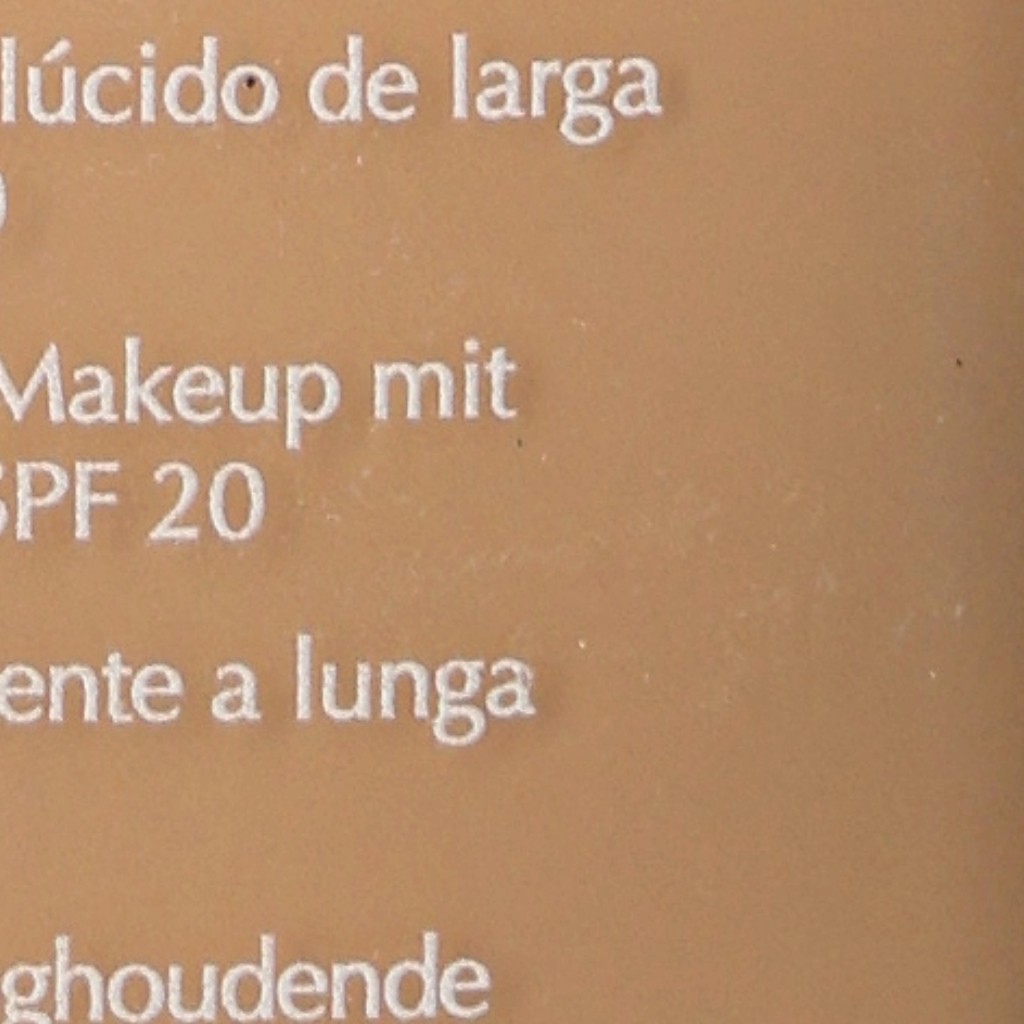 lúcido de larga
Makeup mit
SPF 20
ente a lunga
ghoudende